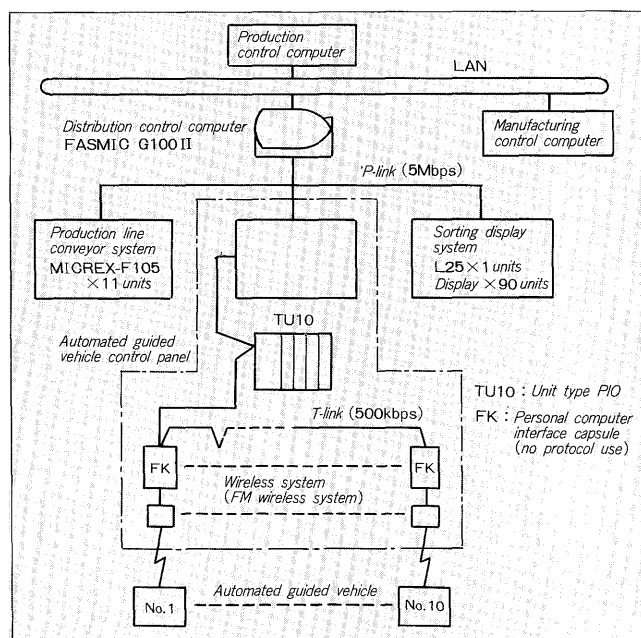 Production
control computer
LAN
Distribution control computer
FASMIC G100II
Manufacturing
control computer
P-link (5Mbps)
Production line
conveyor system
MICREX-F105
×11 units
Sorting display
system
L25×1 units
Display×90 units
TU10
Automated guided
vehicle control panel
TU10 : Unit type PIO
FK : Personal computer
interface capsule
(no protocol use)
T-link (500kbps)
FK
FK
Wireless system
(FM wireless system)
Automated guided vehicle
No.1
No.10